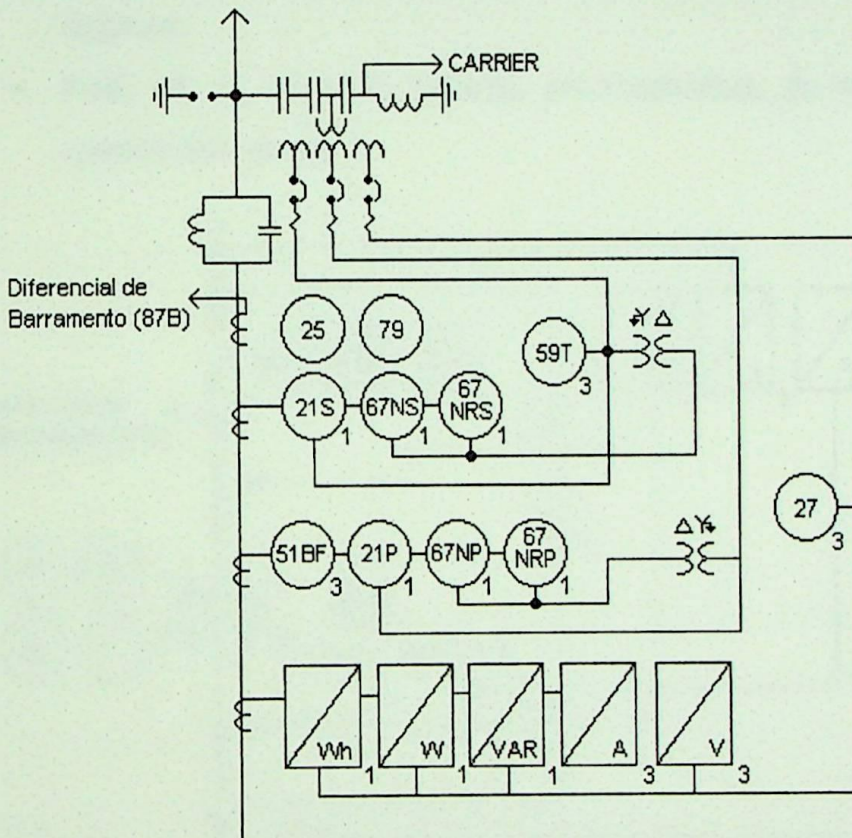 CARRIER
Diferencial de
Barramento (87B)
25
79
59T
3
Y Δ
21S
1
67NS
1
67
NRS
1
27
3
Δ Y
51BF
3
21P
1
67NP
1
67
NRP
1
Wh
1
W
1
VAR
1
A
3
V
3